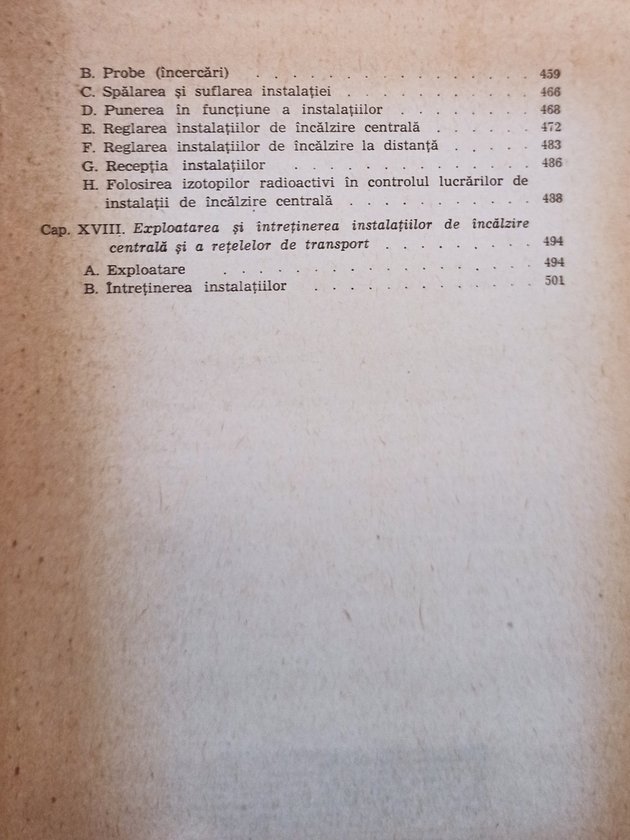 B. Probe (încercări) . . . . . . . . . . . . . . . 459
C. Spălarea și suflarea instalației . . . . . . . . . . 466
D. Punerea în funcțiune a instalațiilor . . . . . . . 468
E. Reglarea instalațiilor de încălzire centrală . . . . . . 472
F. Reglarea instalațiilor de încălzire la distanță . . . . . 483
G. Recepția instalațiilor . . . . . . . . . . . . . 486
H. Folosirea izotopilor radioactivi în controlul lucrărilor de
instalații de încălzire centrală . . . . . . . . . . 488
Cap. XVIII. Exploatarea și întreținerea instalațiilor de încălzire
centrală și a rețelelor de transport . . . . . . . . 494
A. Exploatare . . . . . . . . . . . . . . . . 494
B. Întreținerea instalațiilor . . . . . . . . . . . . 501